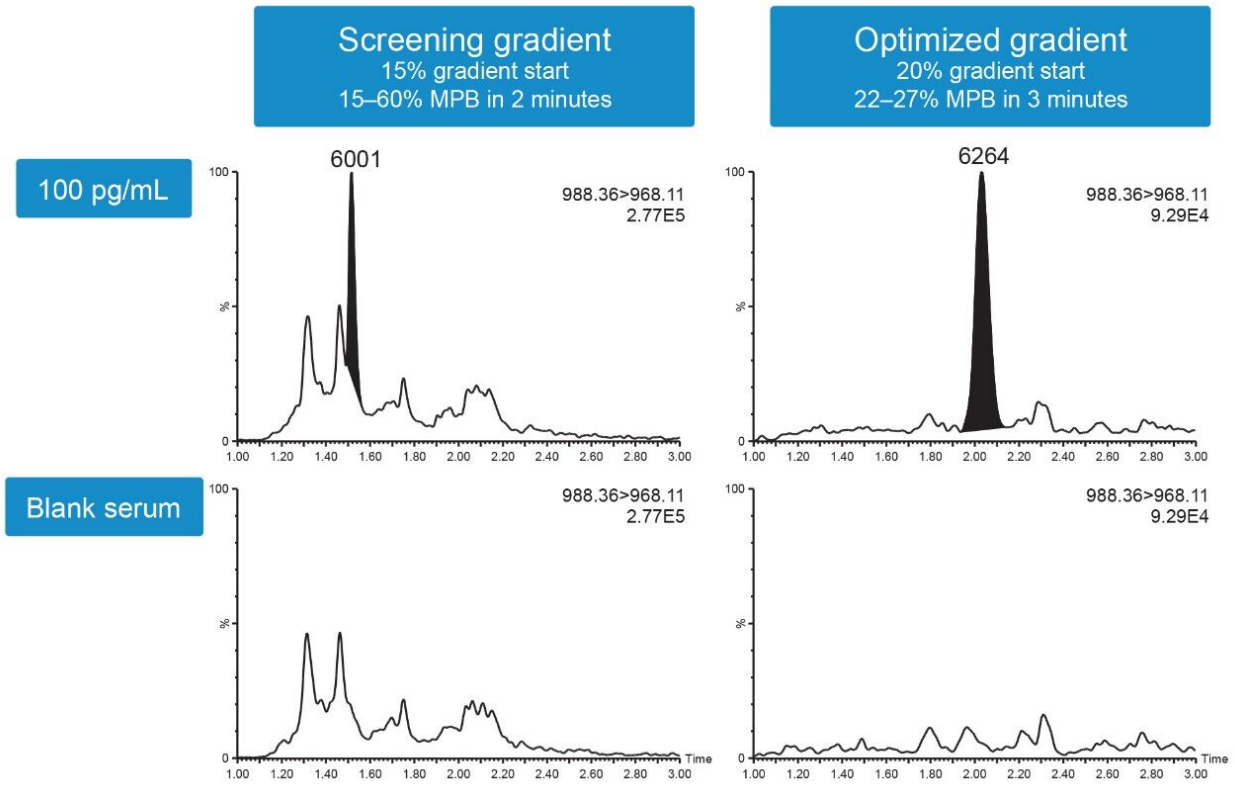 Screening gradient
15% gradient start
15–60% MPB in 2 minutes
Optimized gradient
20% gradient start
22–27% MPB in 3 minutes
100 pg/mL
100
%
0
6001
988.36>968.11
2.77E5
1.00 1.20 1.40 1.60 1.80 2.00 2.20 2.40 2.60 2.80 3.00
100
%
0
6264
988.36>968.11
9.29E4
1.00 1.20 1.40 1.60 1.80 2.00 2.20 2.40 2.60 2.80 3.00
Blank serum
100
%
0
988.36>968.11
2.77E5
Time
1.00 1.20 1.40 1.60 1.80 2.00 2.20 2.40 2.60 2.80 3.00
100
%
0
988.36>968.11
9.29E4
Time
1.00 1.20 1.40 1.60 1.80 2.00 2.20 2.40 2.60 2.80 3.00